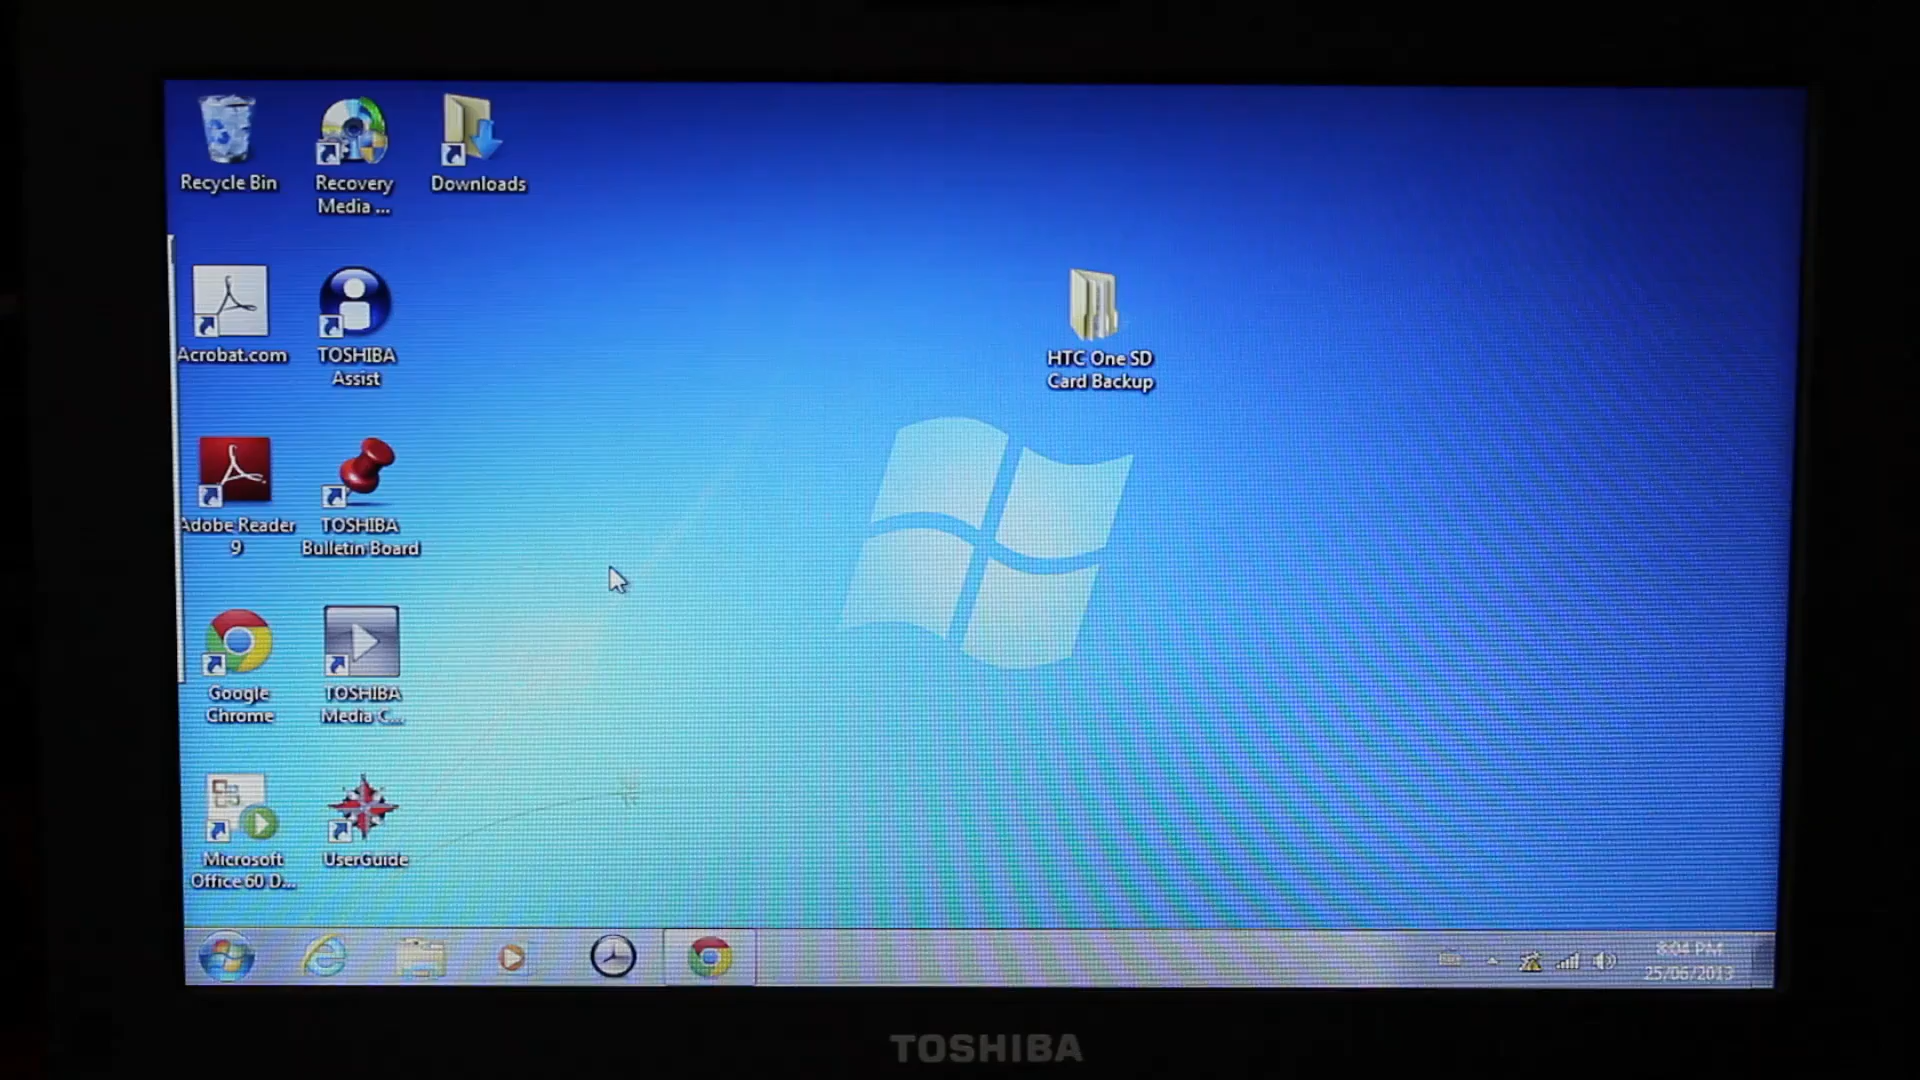 Recycle Bin
Recovery
Media ...
Downloads
Acrobat.com
TOSHIBA
Assist
HTC One SD
Card Backup
Adobe Reader
9
TOSHIBA
Bulletin Board
Google
Chrome
TOSHIBA
Media C...
Microsoft
Office 60 D...
UserGuide
8:04 PM
25/06/2013
TOSHIBA